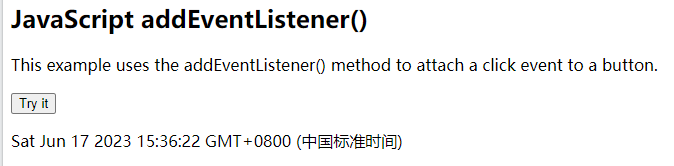 JavaScript addEventListener()
This example uses the addEventListener() method to attach a click event to a button.
Try it
Sat Jun 17 2023 15:36:22 GMT+0800 (中国标准时间)